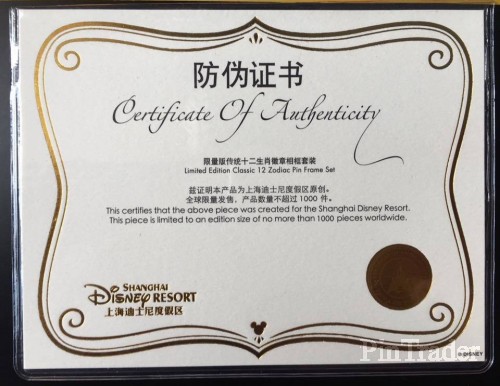 防伪证书
Certificate Of Authenticity
限量版传统十二生肖徽章相框套装
Limited Edition Classic 12 Zodiac Pin Frame Set
兹证明本产品为上海迪士尼度假区原创。
全球限量发售，产品数量不超过 1000 件。
This certifies that the above piece was created for the Shanghai Disney Resort.
This piece is limited to an edition size of no more than 1000 pieces worldwide.
SHANGHAI
DISNEY RESORT
上海迪士尼度假区
© DISNEY
PinTrader